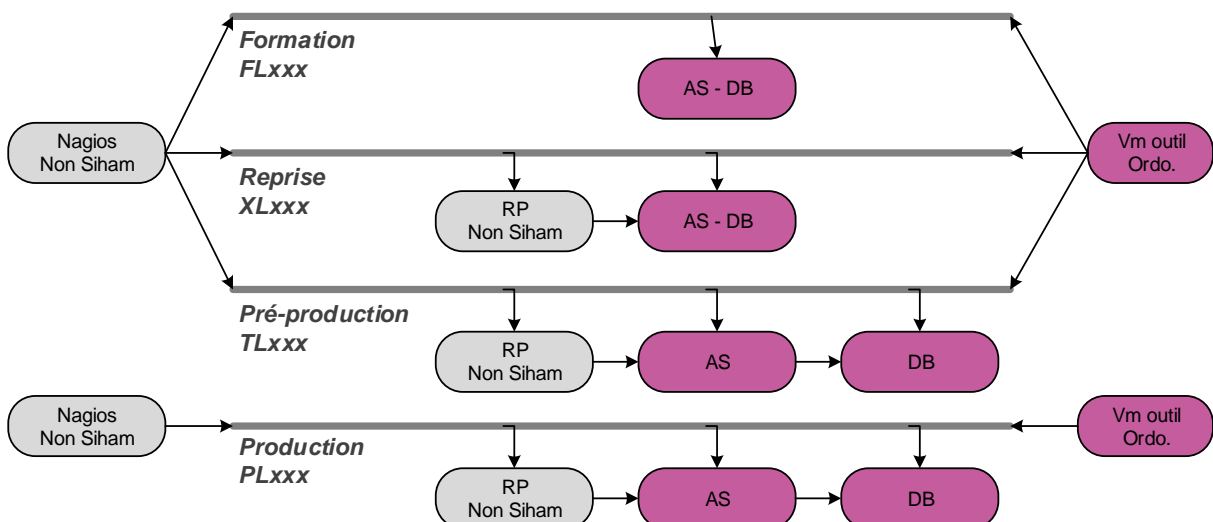 Formation
FLxxx
AS - DB
Nagios
Non Siham
Vm outil
Ordo.
Reprise
XLxxx
RP
Non Siham
AS - DB
Pré-production
TLxxx
RP
Non Siham
AS
DB
Nagios
Non Siham
Vm outil
Ordo.
Production
PLxxx
RP
Non Siham
AS
DB